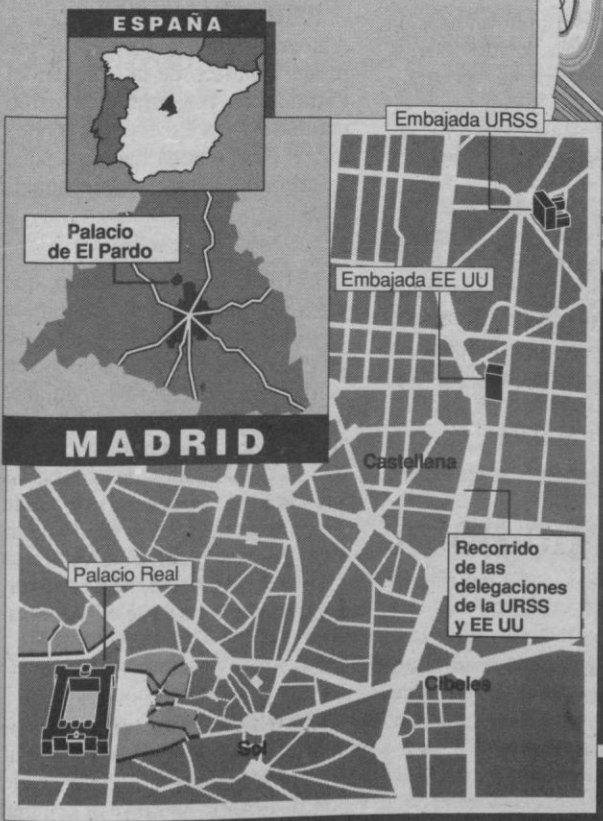 ESPAÑA
Palacio
de El Pardo
MADRID
Embajada URSS
Embajada EE UU
Castellana
Recorrido
de las
delegaciones
de la URSS
y EE UU
Palacio Real
Cibeles
Sol